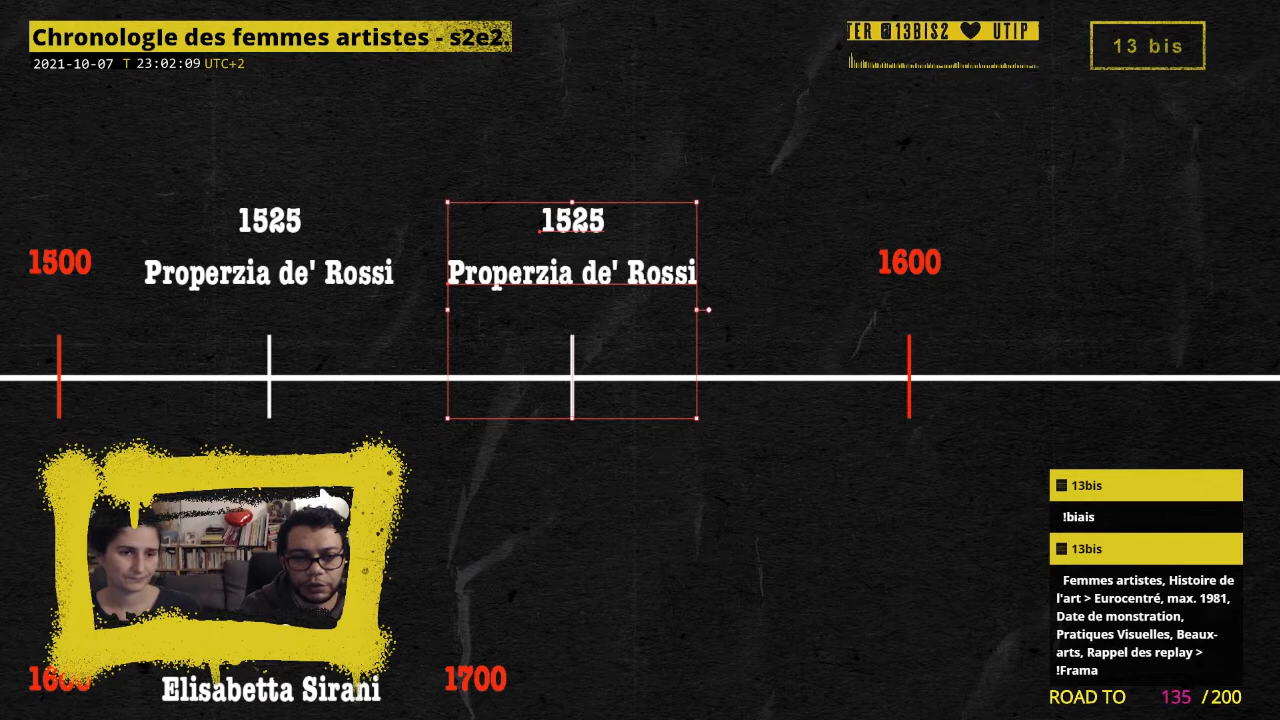 Chronologie des femmes artistes - s2e2.
2021-10-07 T 23:02:09 UTC+2
TER @13BIS2 ♥ UTIP
13 bis
1525
1525
1500
Properzia de' Rossi
Properzia de' Rossi
1600
13bis
!biais
13bis
Femmes artistes, Histoire de
l'art > Eurocentré, max. 1981,
Date de monstration,
Pratiques Visuelles, Beaux-
arts, Rappel des replay >
!Frama
1600
Elisabetta Sirani
1700
ROAD TO 135 / 200